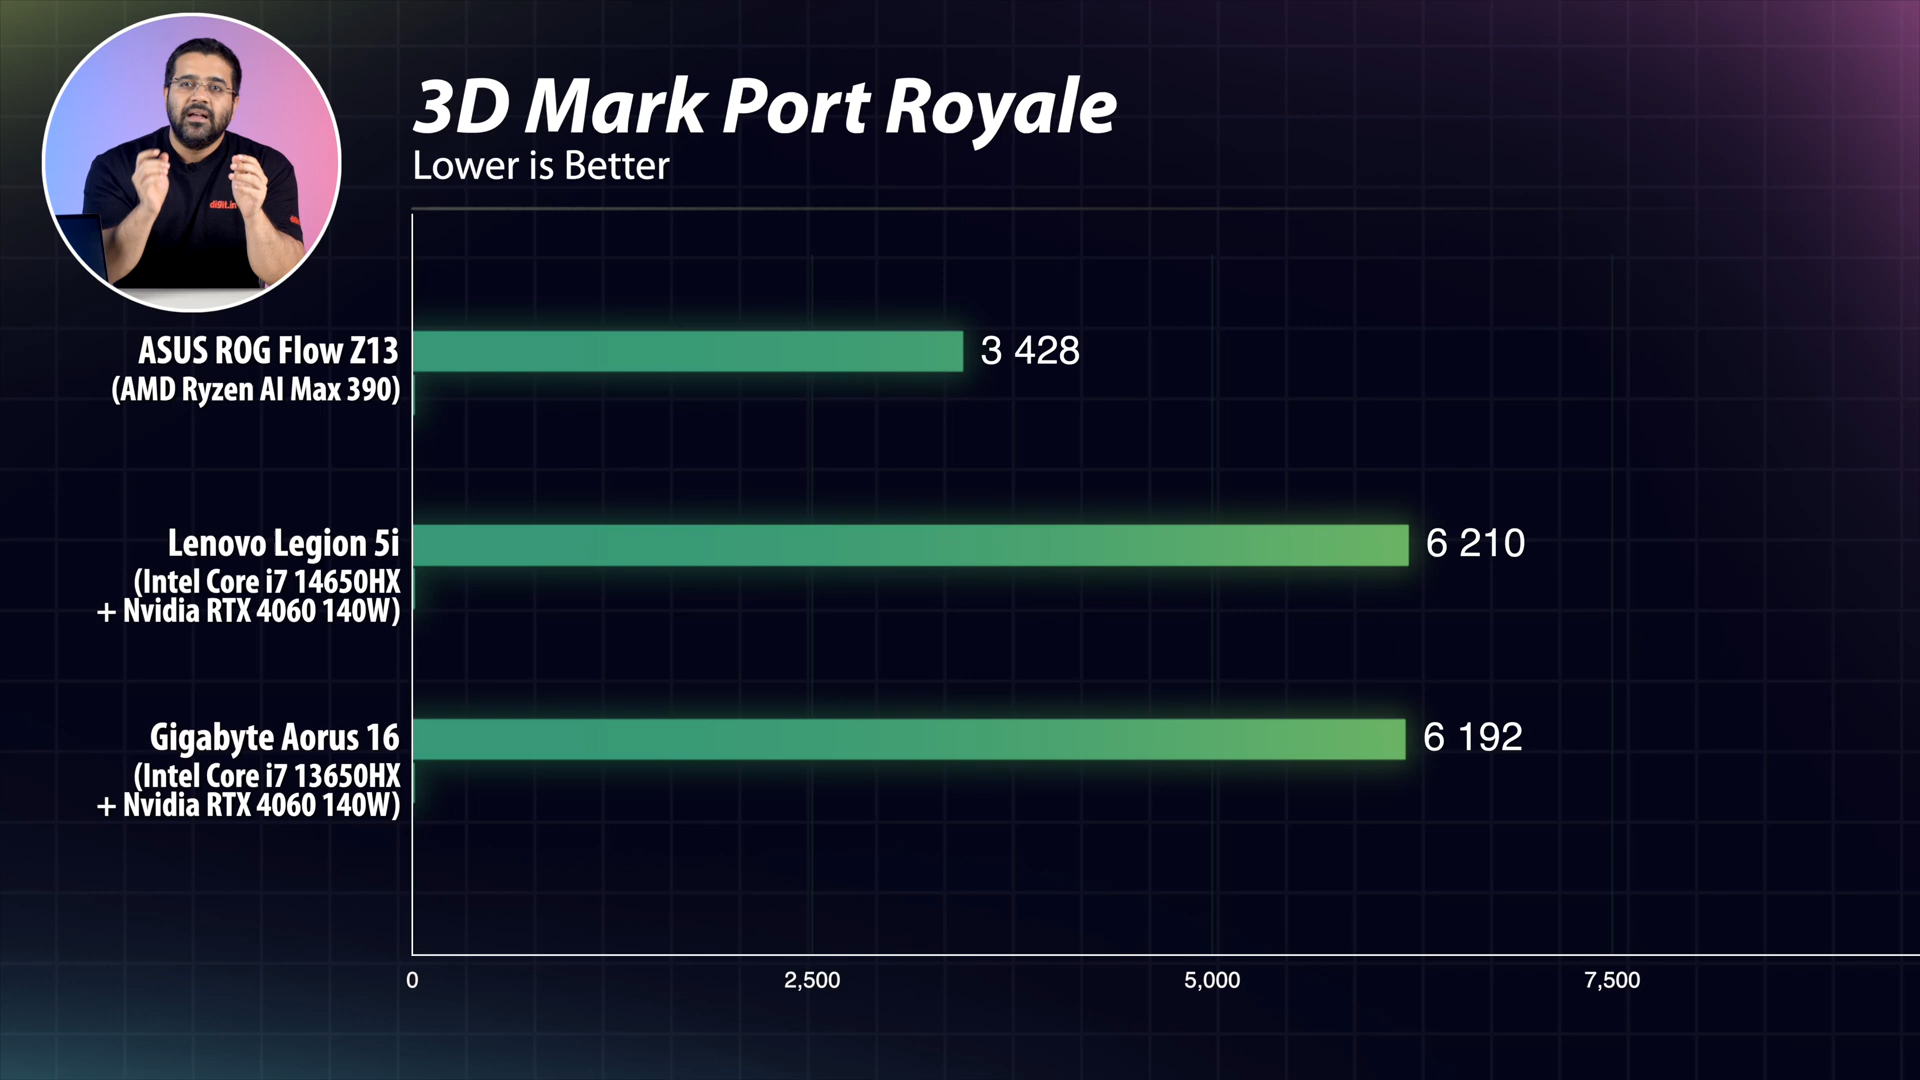 3D Mark Port Royale
Lower is Better
digit.in
ASUS ROG Flow Z13
(AMD Ryzen AI Max 390)
3 428
Lenovo Legion 5i
(Intel Core i7 14650HX
+ Nvidia RTX 4060 140W)
6 210
Gigabyte Aorus 16
(Intel Core i7 13650HX
+ Nvidia RTX 4060 140W)
6 192
0
2,500
5,000
7,500